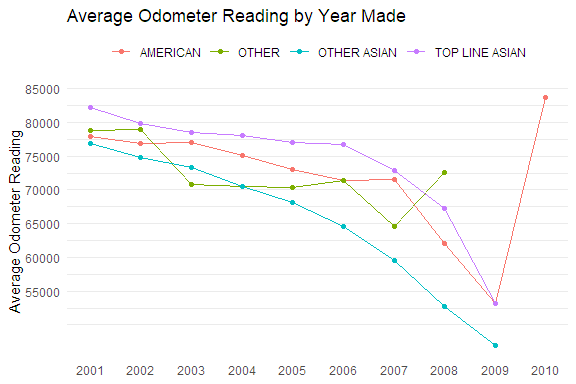 Average Odometer Reading by Year Made
AMERICAN OTHER OTHER ASIAN TOP LINE ASIAN
85000
80000
75000
70000
65000
60000
55000
Average Odometer Reading
2001 2002 2003 2004 2005 2006 2007 2008 2009 2010